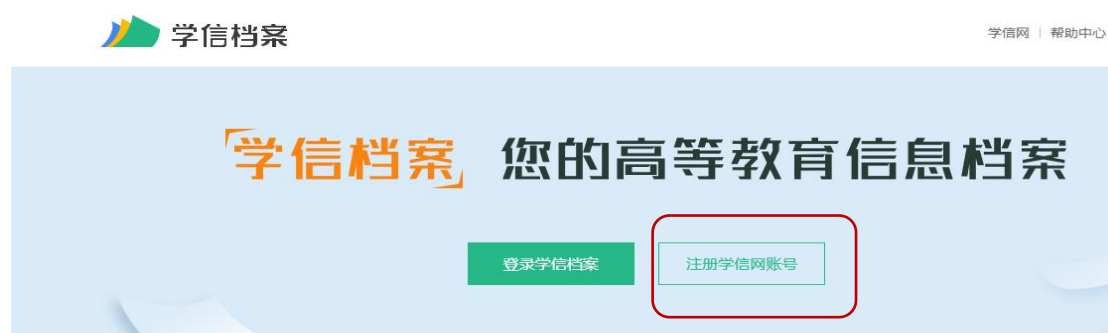 学信档案
学信网 | 帮助中心
「学信档案」 您的高等教育信息档案
登录学信档案
注册学信网账号